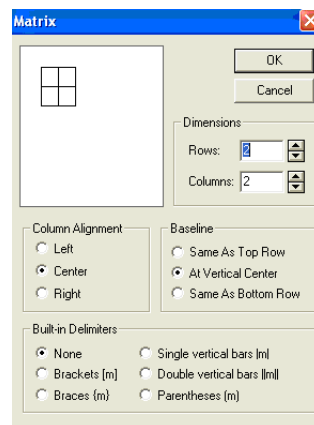 Matrix
OK
Cancel
Dimensions
Rows: 2
Columns: 2
Column Alignment
Left
Center
Right
Baseline
Same As Top Row
At Vertical Center
Same As Bottom Row
Built-in Delimiters
None
Brackets [m]
Braces {m}
Single vertical bars |m|
Double vertical bars ||m||
Parentheses (m)